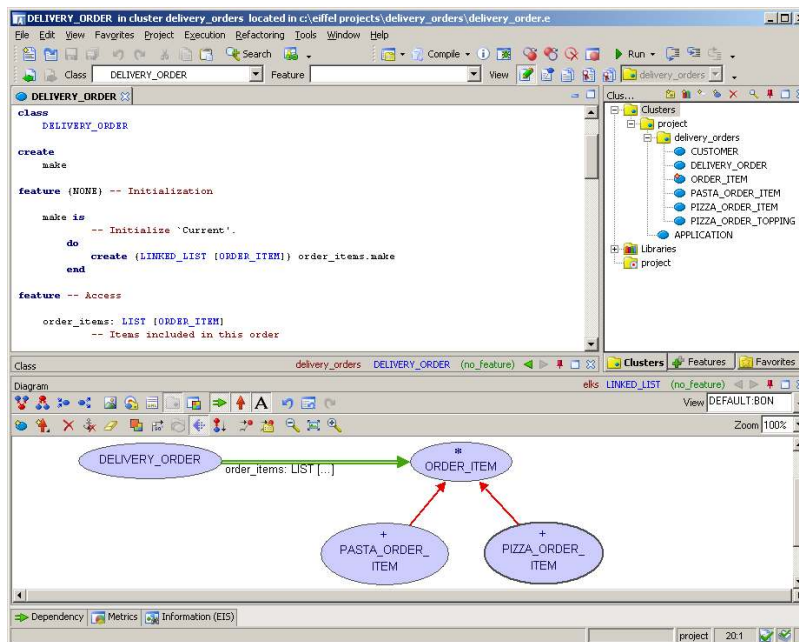 DELIVERY_ORDER in cluster delivery_orders located in c:\eiffel projects\delivery_orders\delivery_order.e
File Edit View Favorites Project Execution Refactoring Tools Window Help
Search Compile Run
Class DELIVERY_ORDER Feature View delivery_orders
DELIVERY_ORDER
class
DELIVERY_ORDER
create
make
feature {NONE} -- Initialization
make is
-- Initialize `Current'.
do
create {LINKED_LIST [ORDER_ITEM]} order_items.make
end
feature -- Access
order_items: LIST [ORDER_ITEM]
-- Items included in this order
Clus...
Clusters
project
delivery_orders
CUSTOMER
DELIVERY_ORDER
ORDER_ITEM
PASTA_ORDER_ITEM
PIZZA_ORDER_ITEM
PIZZA_ORDER_TOPPING
APPLICATION
Libraries
project
Class delivery_orders DELIVERY_ORDER (no_feature)
Clusters Features Favorites
Diagram elks LINKED_LIST (no_feature)
A View DEFAULT:BON
Zoom 100%
DELIVERY_ORDER
order_items: LIST [...]
*
ORDER_ITEM
+
PASTA_ORDER_
ITEM
+
PIZZA_ORDER_
ITEM
Dependency Metrics Information (EIS)
project 20:1